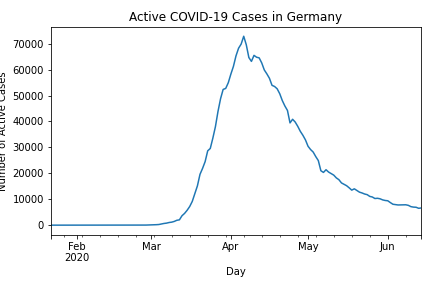 Active COVID-19 Cases in Germany
70000
60000
50000
40000
30000
20000
10000
0
Number of Active Cases
Feb Mar Apr May Jun
2020
Day